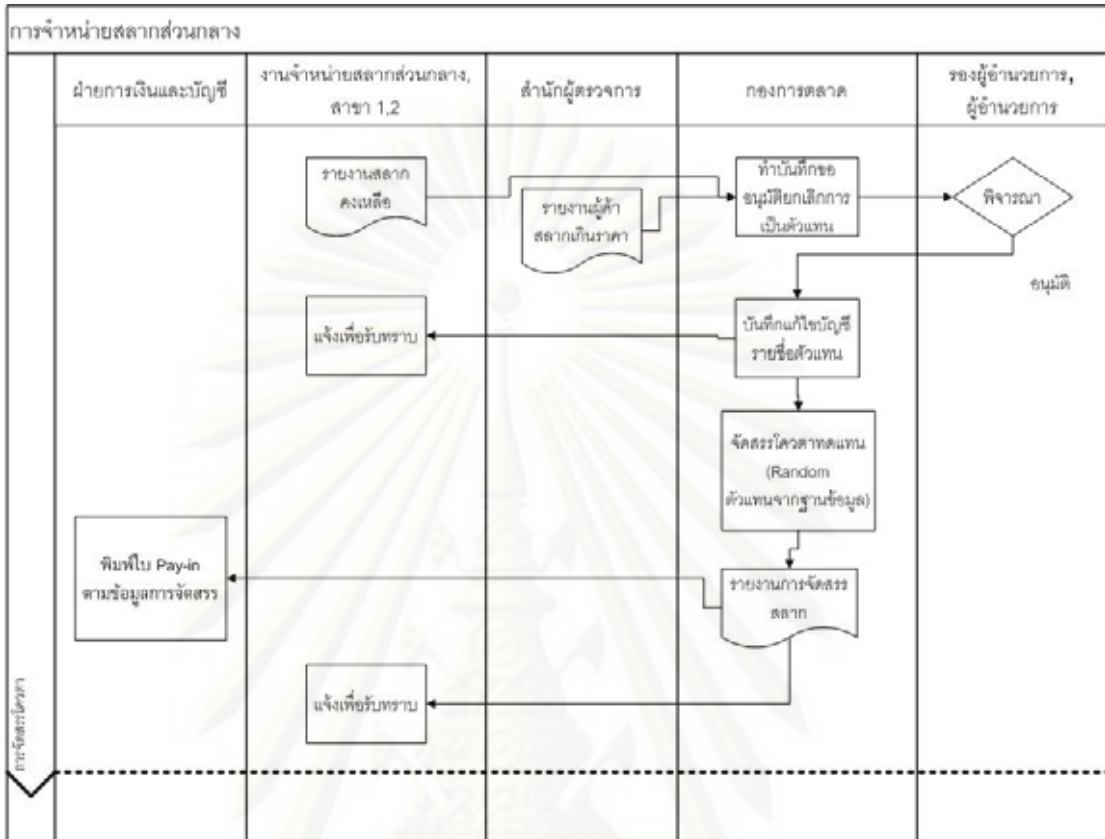 การจำหน่ายสลากส่วนกลาง
ฝ่ายการเงินและบัญชี
งานจำหน่ายสลากส่วนกลาง,
สาขา 1,2
สำนักผู้ตรวจการ
กองการตลาด
รองผู้อำนวยการ,
ผู้อำนวยการ
รายงานสลาก
คงเหลือ
รายงานผู้ค้า
สลากเกินราคา
ทำบันทึกขอ
อนุมัติยกเลิกการ
เป็นตัวแทน
พิจารณา
อนุมัติ
แจ้งเพื่อรับทราบ
บันทึกแก้ไขบัญชี
รายชื่อตัวแทน
จัดสรรโควตาทดแทน
(Random
ตัวแทนจากฐานข้อมูล)
พิมพ์ใบ Pay-in
ตามข้อมูลการจัดสรร
รายงานการจัดสรร
สลาก
แจ้งเพื่อรับทราบ
การจัดสรรโควตา